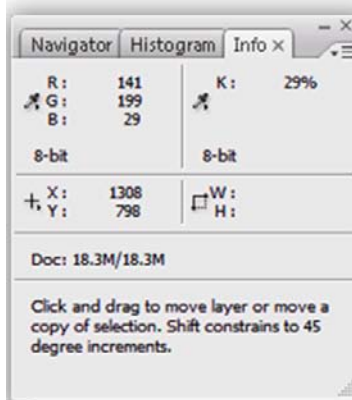 Navigator Histogram Info ×
R: 141 K: 29%
G: 199
B: 29
8-bit 8-bit
X: 1308 W:
Y: 798 H:
Doc: 18.3M/18.3M
Click and drag to move layer or move a
copy of selection. Shift constrains to 45
degree increments.